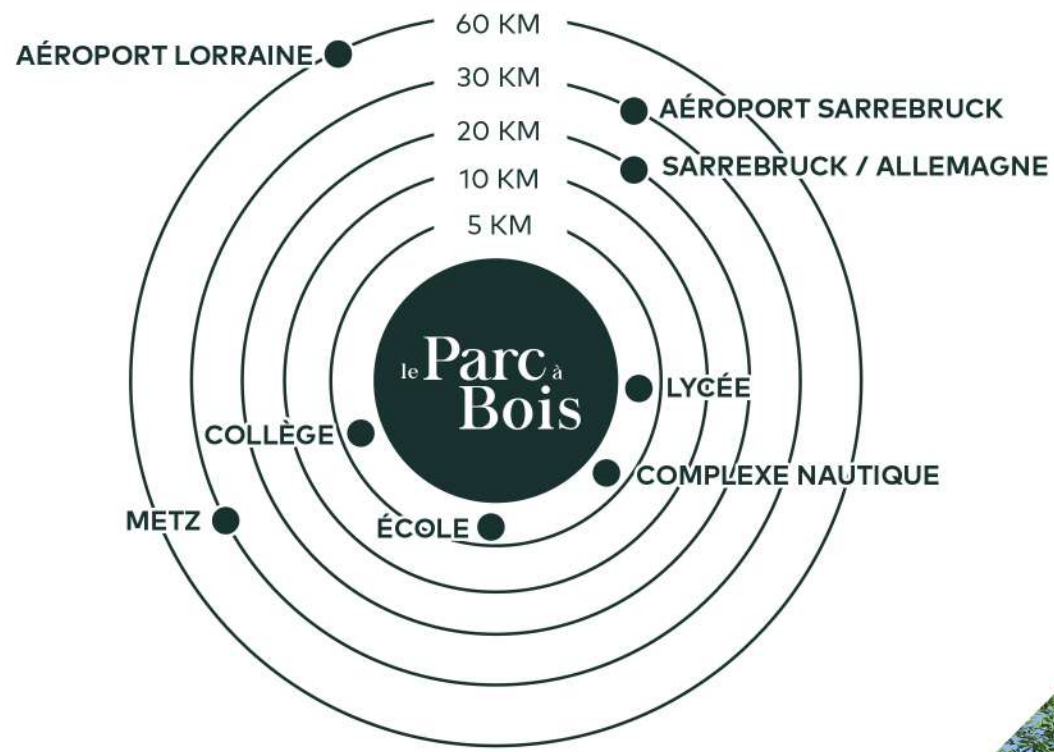 60 KM
AÉROPORT LORRAINE
30 KM
AÉROPORT SARREBRUCK
20 KM
SARREBRUCK / ALLEMAGNE
10 KM
5 KM
le Parc à
Bois
LYCÉE
COLLÈGE
COMPLEXE NAUTIQUE
METZ
ÉCOLE